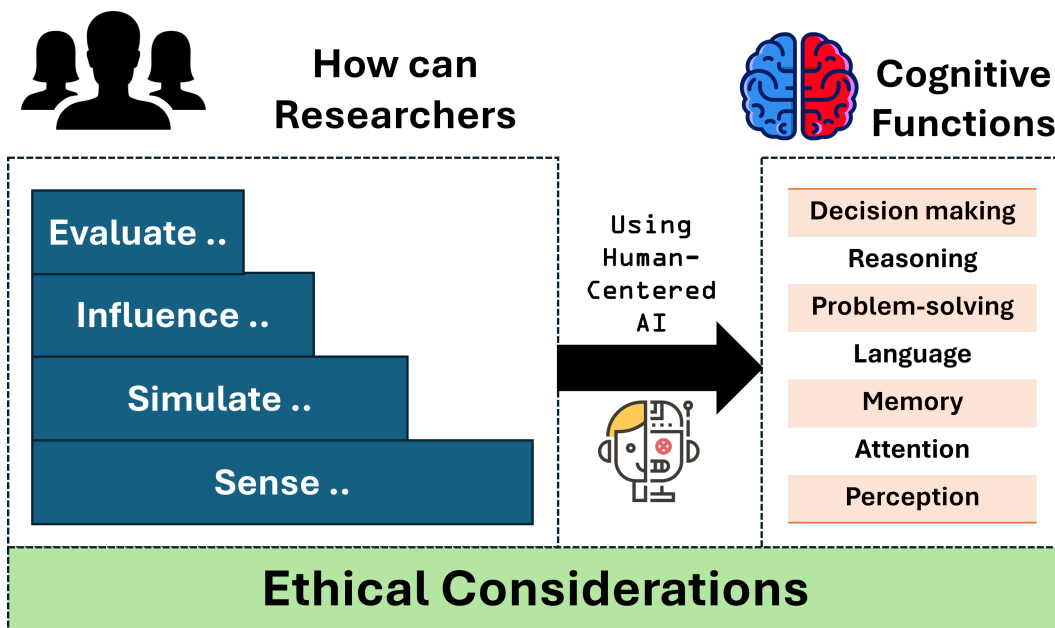 How can
Researchers
Evaluate ..
Influence ..
Simulate ..
Sense ..
Using
Human-
Centered
AI
Cognitive
Functions
Decision making
Reasoning
Problem-solving
Language
Memory
Attention
Perception
Ethical Considerations